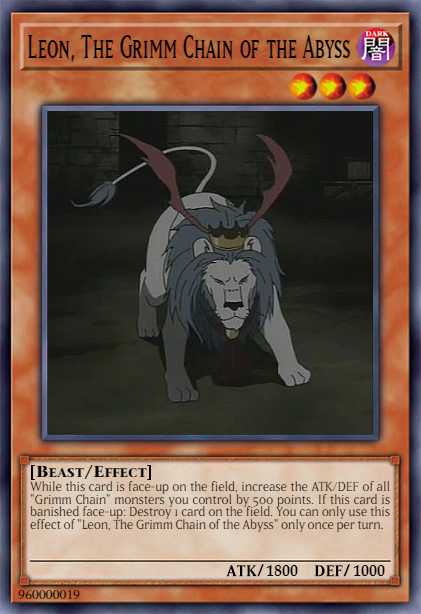 Leon, The Grimm Chain of the Abyss
DARK
闇
[Beast/Effect]
While this card is face-up on the field, increase the ATK/DEF of all
"Grimm Chain" monsters you control by 500 points. If this card is
banished face-up: Destroy 1 card on the field. You can only use this
effect of "Leon, The Grimm Chain of the Abyss" only once per turn.
ATK/1800 DEF/1000
960000019